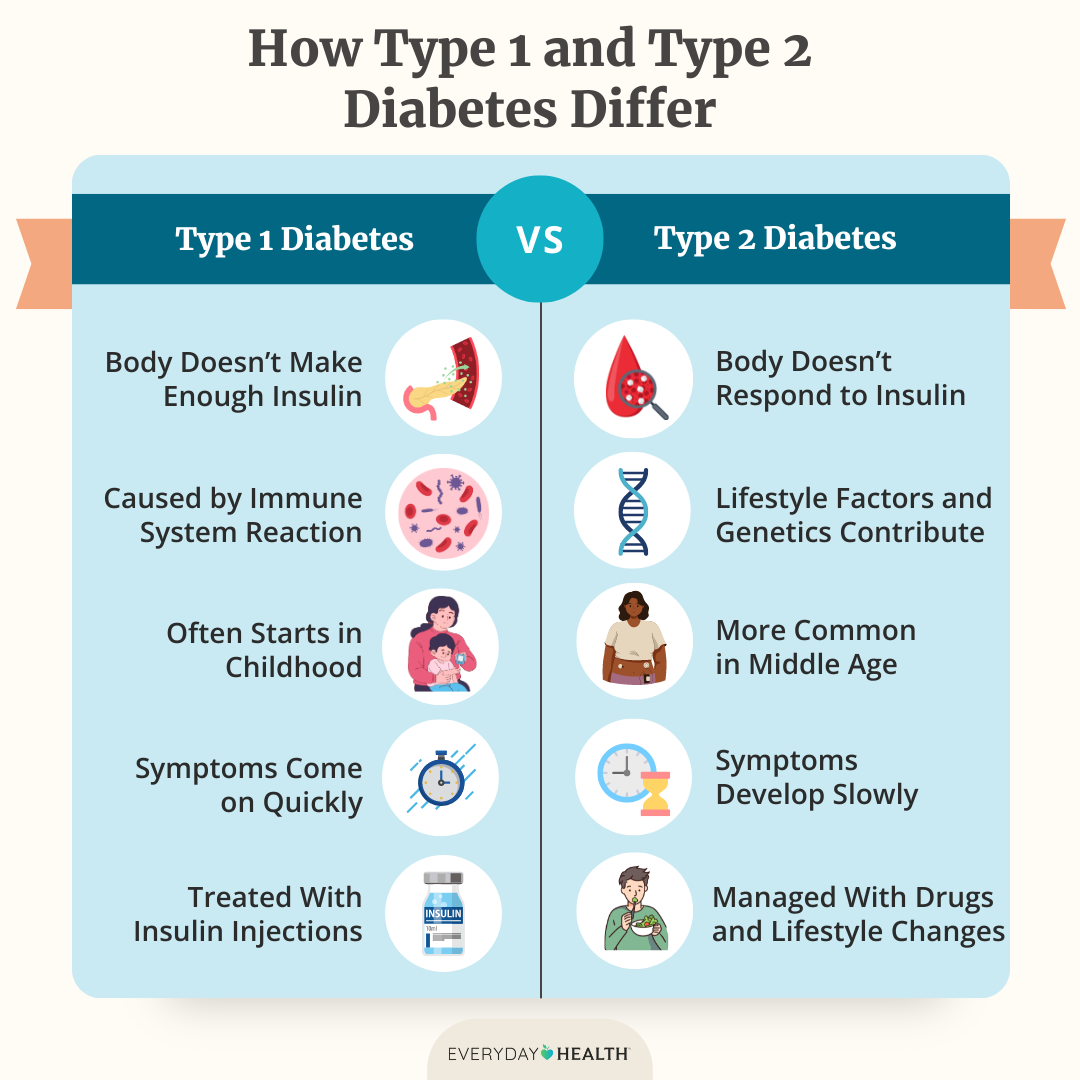 How Type 1 and Type 2
Diabetes Differ
Type 1 Diabetes
VS
Type 2 Diabetes
Body Doesn’t Make
Enough Insulin
Body Doesn’t
Respond to Insulin
Caused by Immune
System Reaction
Lifestyle Factors and
Genetics Contribute
Often Starts in
Childhood
More Common
in Middle Age
Symptoms Come
on Quickly
Symptoms
Develop Slowly
Treated With
Insulin Injections
INSULIN
10ml
Managed With Drugs
and Lifestyle Changes
EVERYDAY HEALTH